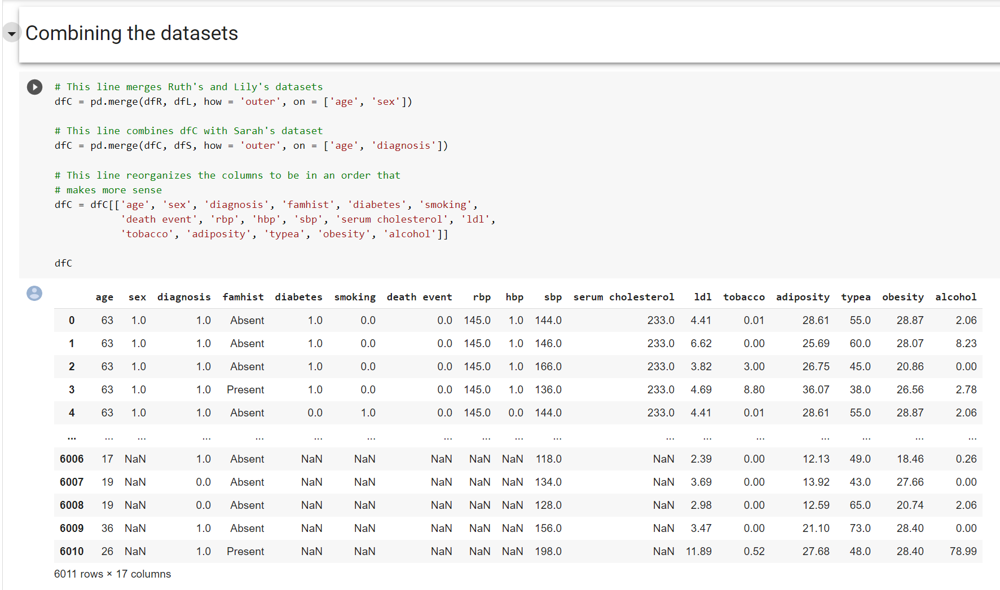 Combining the datasets
# This line merges Ruth's and Lily's datasets
dfC = pd.merge(dfR, dfL, how = 'outer', on = ['age', 'sex'])
# This line combines dfC with Sarah's dataset
dfC = pd.merge(dfC, dfS, how = 'outer', on = ['age', 'diagnosis'])
# This line reorganizes the columns to be in an order that
# makes more sense
dfC = dfC[['age', 'sex', 'diagnosis', 'famhist', 'diabetes', 'smoking',
'death event', 'rbp', 'hbp', 'sbp', 'serum cholesterol', 'ldl',
'tobacco', 'adiposity', 'typea', 'obesity', 'alcohol']]
dfC
age sex diagnosis famhist diabetes smoking death event rbp hbp sbp serum cholesterol ldl tobacco adiposity typea obesity alcohol
0 63 1.0 1.0 Absent 1.0 0.0 0.0 145.0 1.0 144.0 233.0 4.41 0.01 28.61 55.0 28.87 2.06
1 63 1.0 1.0 Absent 1.0 0.0 0.0 145.0 1.0 146.0 233.0 6.62 0.00 25.69 60.0 28.07 8.23
2 63 1.0 1.0 Absent 1.0 0.0 0.0 145.0 1.0 166.0 233.0 3.82 3.00 26.75 45.0 20.86 0.00
3 63 1.0 1.0 Present 1.0 0.0 0.0 145.0 1.0 136.0 233.0 4.69 8.80 36.07 38.0 26.56 2.78
4 63 1.0 1.0 Absent 0.0 1.0 0.0 145.0 0.0 144.0 233.0 4.41 0.01 28.61 55.0 28.87 2.06
... ... ... ... ... ... ... ... ... ... ... ... ... ... ... ... ... ...
6006 17 NaN 1.0 Absent NaN NaN NaN NaN NaN 118.0 NaN 2.39 0.00 12.13 49.0 18.46 0.26
6007 19 NaN 0.0 Absent NaN NaN NaN NaN NaN 134.0 NaN 3.69 0.00 13.92 43.0 27.66 0.00
6008 19 NaN 0.0 Absent NaN NaN NaN NaN NaN 128.0 NaN 2.98 0.00 12.59 65.0 20.74 2.06
6009 36 NaN 1.0 Absent NaN NaN NaN NaN NaN 156.0 NaN 3.47 0.00 21.10 73.0 28.40 0.00
6010 26 NaN 1.0 Present NaN NaN NaN NaN NaN 198.0 NaN 11.89 0.52 27.68 48.0 28.40 78.99
6011 rows × 17 columns